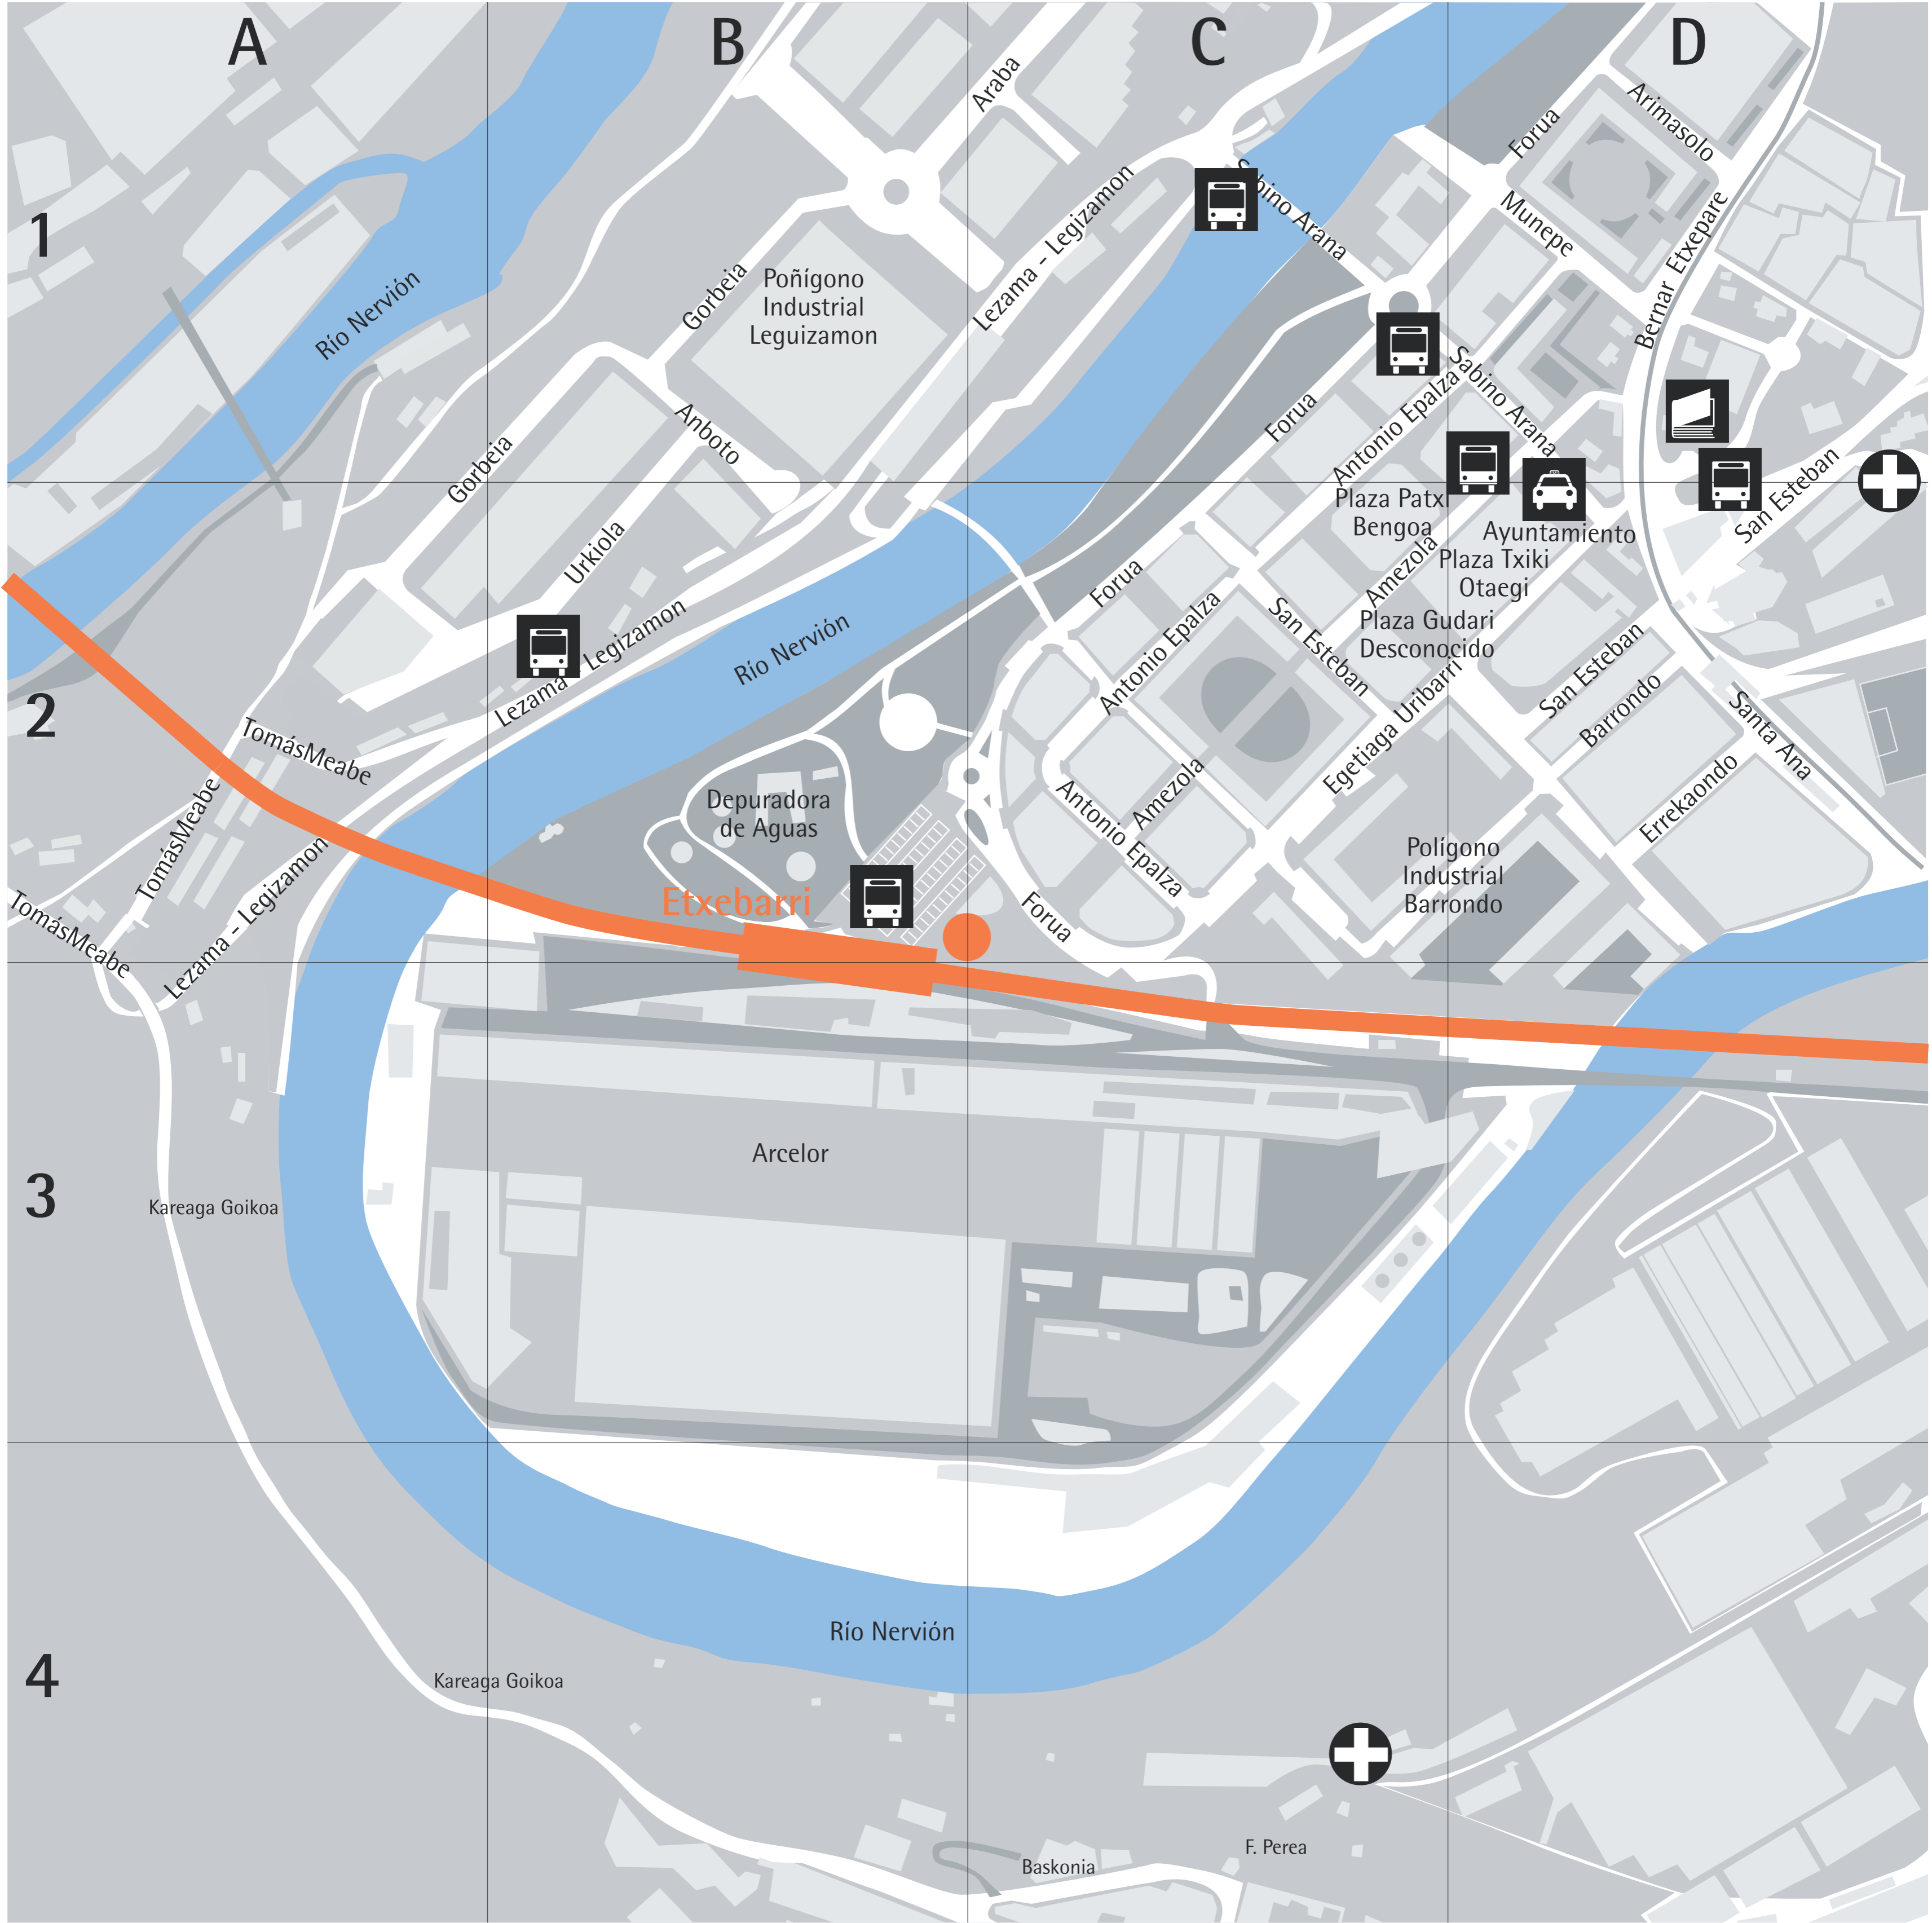 A
B
C
D
1
2
3
4
Araba
Forua
Arimasolo
Sabino Arana
Munepe
Lezama - Legizamon
Bernar Etxepare
Río Nervión
Gorbeia
Poñígono
Industrial
Leguizamon
Sabino Arana
Antonio Epalza
Forua
Anboto
Gorbeia
San Esteban
Plaza Patxi
Bengoa
Ayuntamiento
Urkiola
Amezola
Plaza Txiki
Otaegi
Forua
Antonio Epalza
San Esteban
Plaza Gudari
Desconocido
Lezama - Legizamon
Río Nervión
San Esteban
Barrondo
Santa Ana
TomásMeabe
Egetiaga Uribarri
TomásMeabe
Depuradora
de Aguas
Amezola
Antonio Epalza
Errekaondo
Polígono
Industrial
Barrondo
Etxebarri
Forua
TomásMeabe
Lezama - Legizamon
Arcelor
Kareaga Goikoa
Río Nervión
Kareaga Goikoa
F. Perea
Baskonia